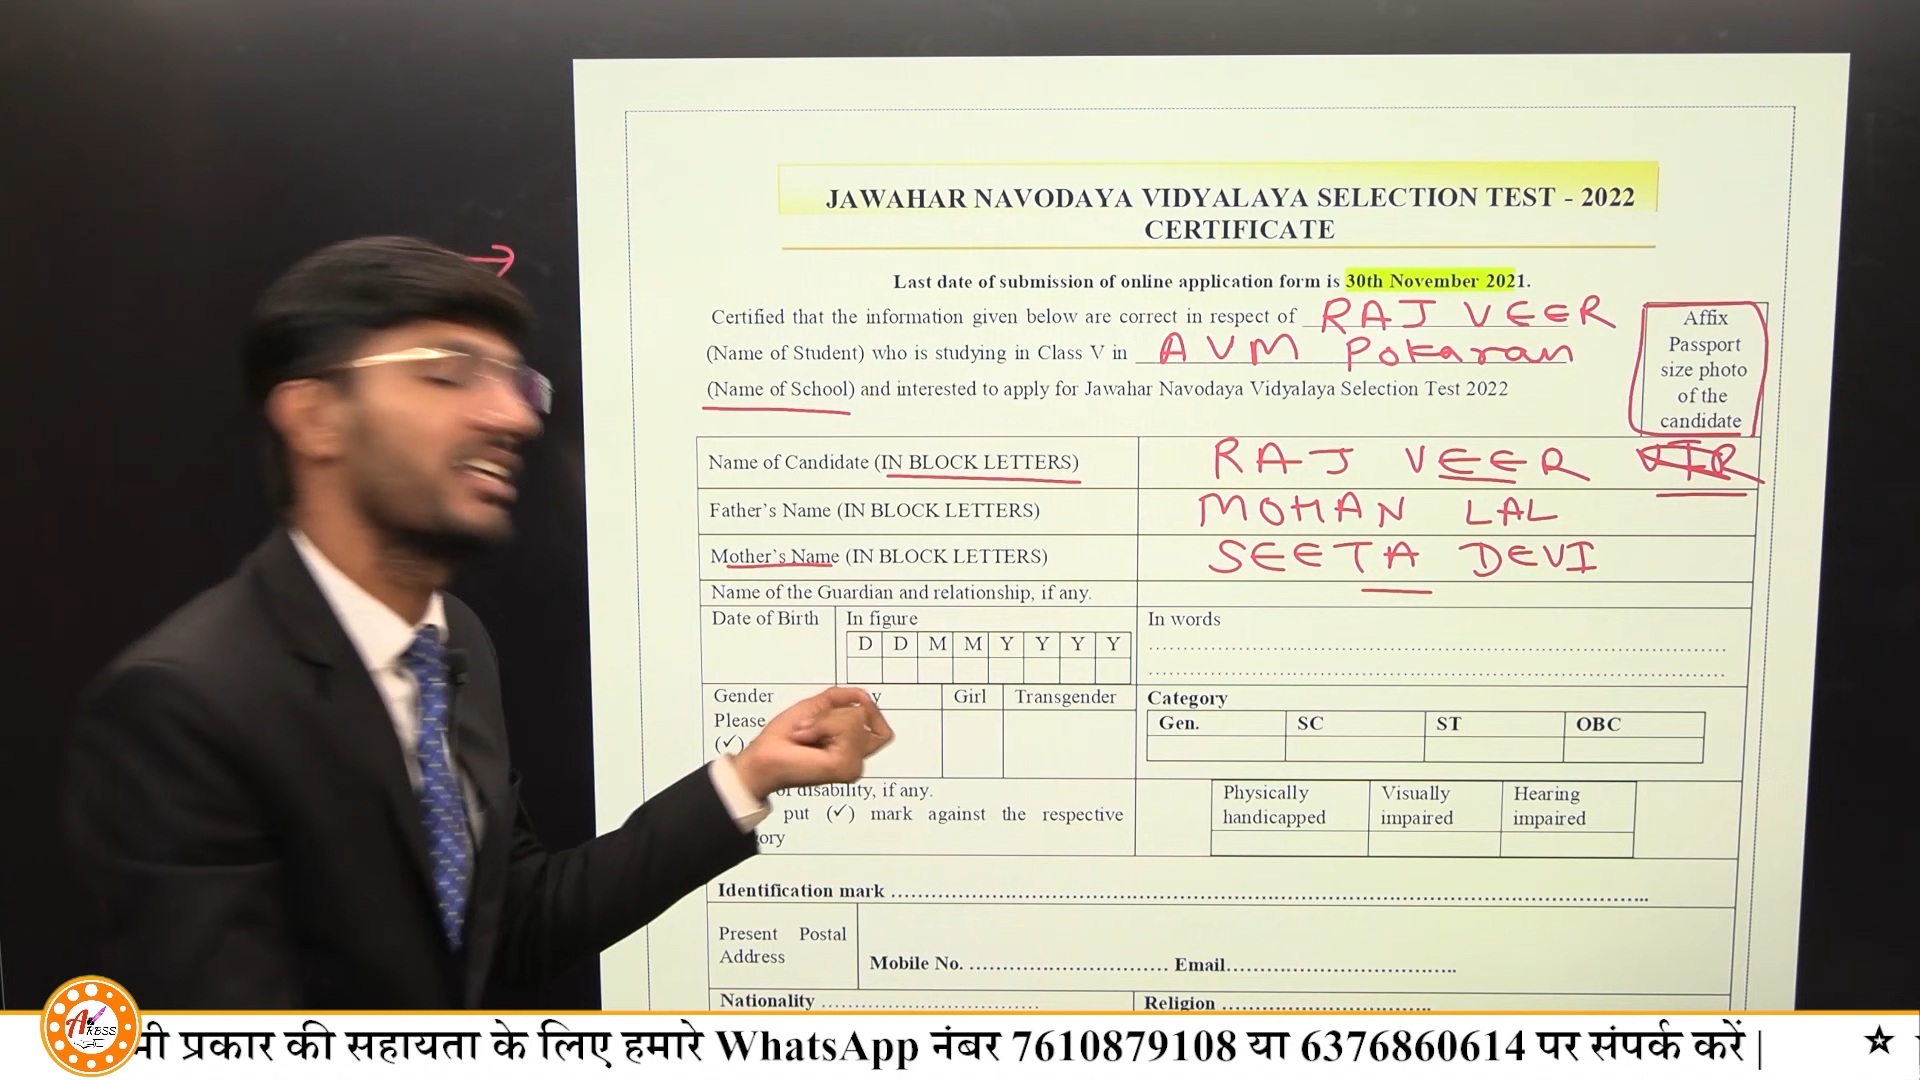 JAWAHAR NAVODAYA VIDYALAYA SELECTION TEST - 2022
CERTIFICATE
Last date of submission of online application form is 30th November 2021.
Certified that the information given below are correct in respect of RAJ VEER
(Name of Student) who is studying in Class V in AVM Pokaran
(Name of School) and interested to apply for Jawahar Navodaya Vidyalaya Selection Test 2022
Affix
Passport
size photo
of the
candidate
Name of Candidate (IN BLOCK LETTERS) RAJ VEER VIR
Father's Name (IN BLOCK LETTERS) MOHAN LAL
Mother's Name (IN BLOCK LETTERS) SEETA DEVI
Name of the Guardian and relationship, if any.
Date of Birth In figure In words
D D M M Y Y Y Y
Gender Girl Transgender Category
Please
(✓)
Gen. SC ST OBC
disability, if any.
put (✓) mark against the respective
Physically handicapped
Visually impaired
Hearing impaired
Identification mark
Present Postal
Address
Mobile No. Email
Nationality Religion
प्रकार की सहायता के लिए हमारे WhatsApp नंबर 7610879108 या 6376860614 पर संपर्क करें |